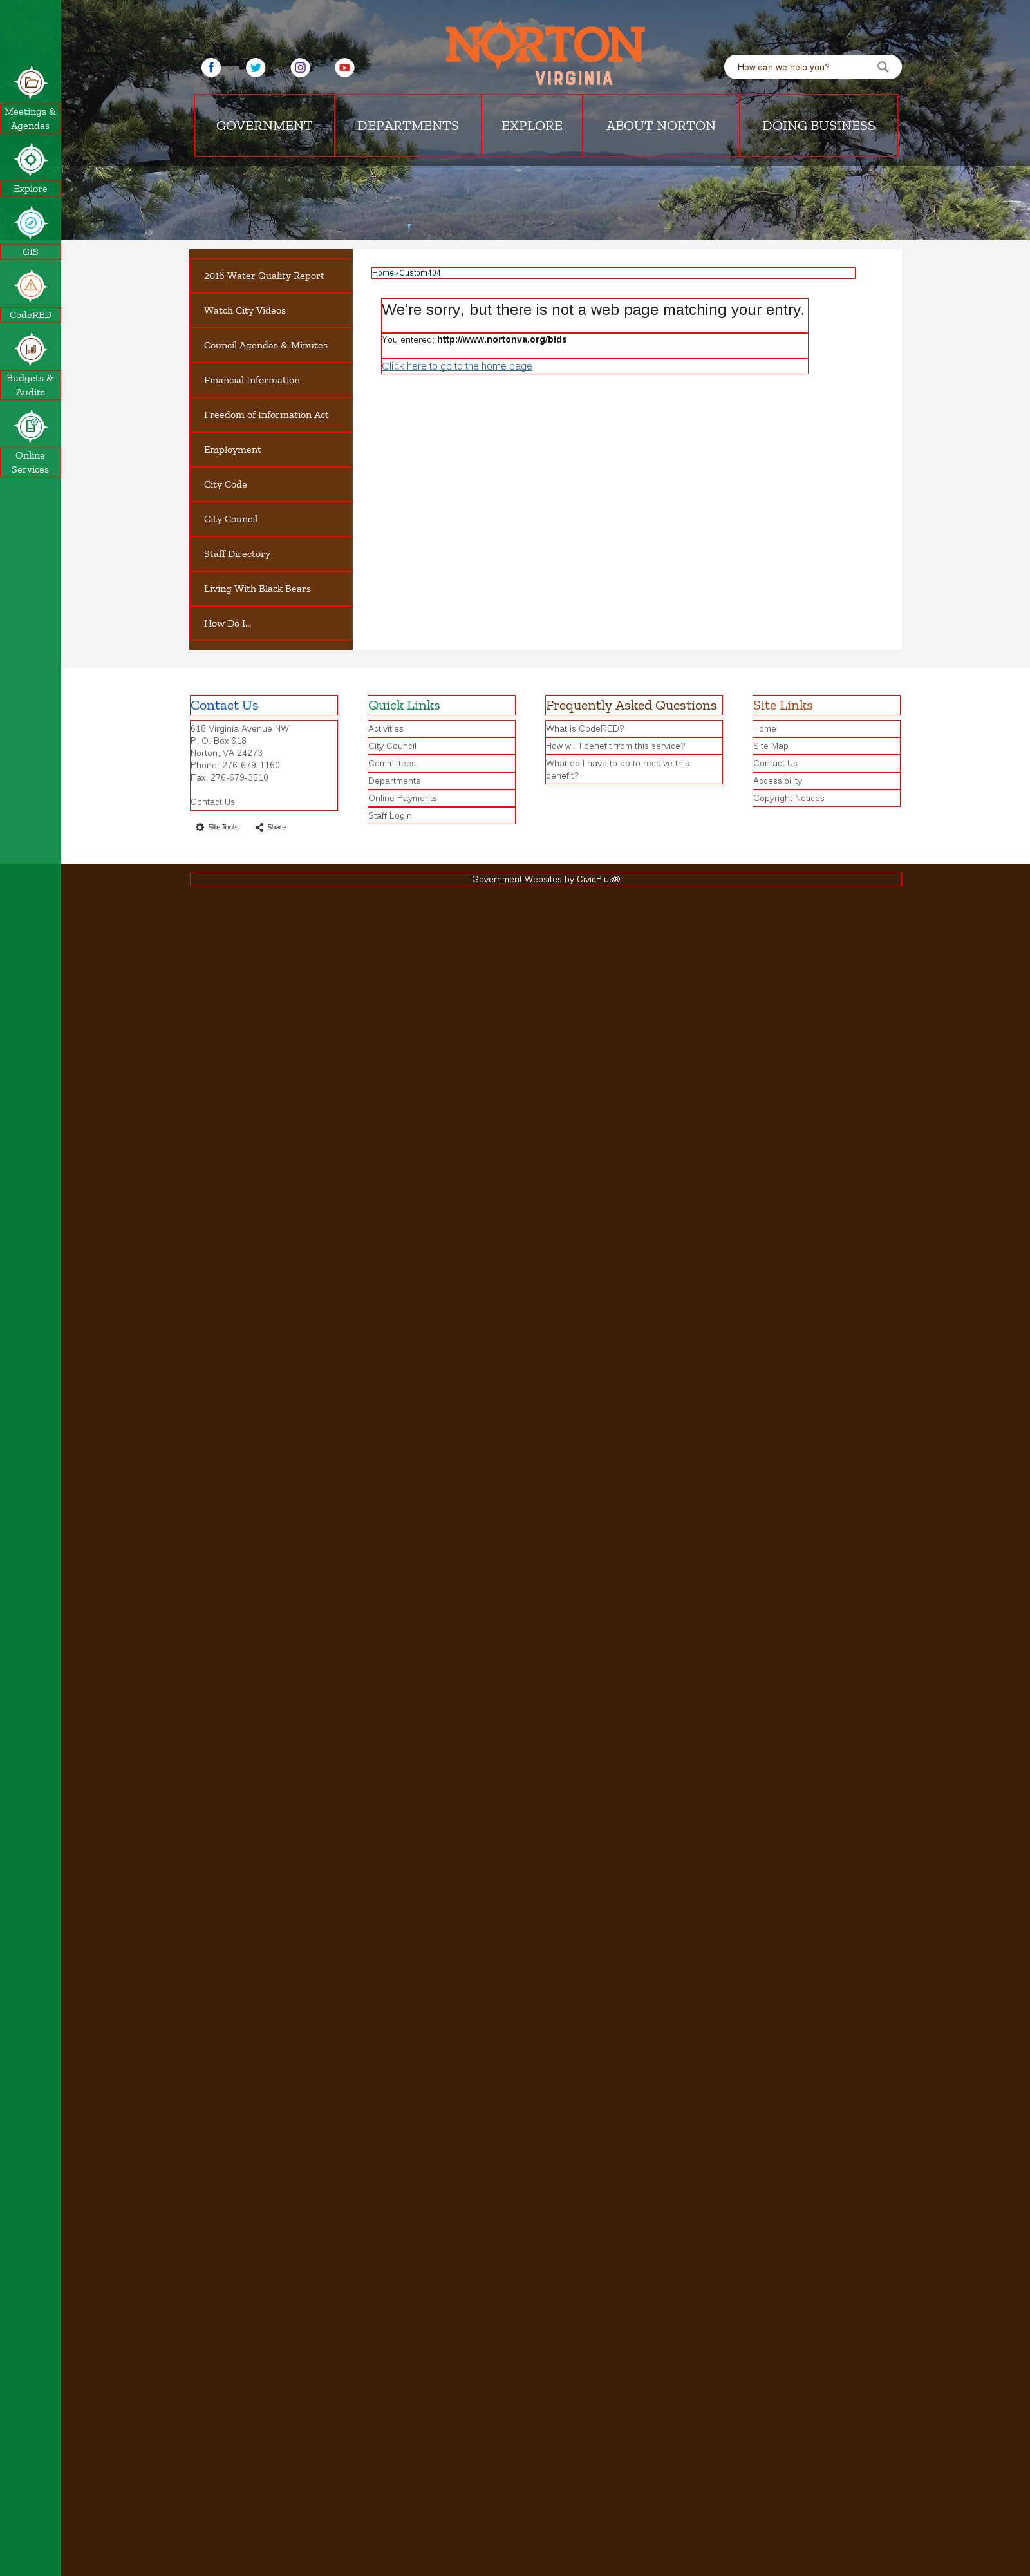 NORTON
VIRGINIA
How can we help you?
GOVERNMENT
DEPARTMENTS
EXPLORE
ABOUT NORTON
DOING BUSINESS
Meetings &
Agendas
Explore
GIS
CodeRED
Budgets &
Audits
Online
Services
2016 Water Quality Report
Watch City Videos
Council Agendas & Minutes
Financial Information
Freedom of Information Act
Employment
City Code
City Council
Staff Directory
Living With Black Bears
How Do I...
Home › Custom404
We're sorry, but there is not a web page matching your entry.
You entered: http://www.nortonva.org/bids
Click here to go to the home page
Contact Us
618 Virginia Avenue NW
P. O. Box 618
Norton, VA 24273
Phone: 276-679-1160
Fax: 276-679-3510
Contact Us
Site Tools
Share
Quick Links
Activities
City Council
Committees
Departments
Online Payments
Staff Login
Frequently Asked Questions
What is CodeRED?
How will I benefit from this service?
What do I have to do to receive this
benefit?
Site Links
Home
Site Map
Contact Us
Accessibility
Copyright Notices
Government Websites by CivicPlus®